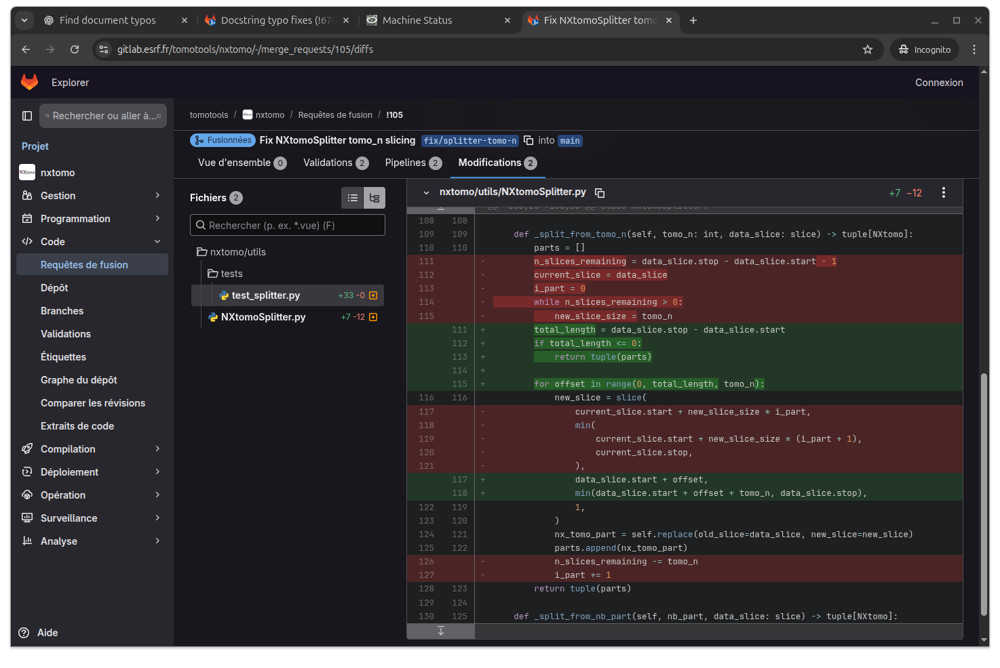 Find document typos
Docstring typo fixes (!67
Machine Status
Fix NXtomoSplitter tomo
gitlab.esrf.fr/tomotools/nxtomo/-/merge_requests/105/diffs
Incognito
Explorer
Connexion
Rechercher ou aller à...
tomotools / nxtomo / Requêtes de fusion / !105
Projet
Fusionnées Fix NXtomoSplitter tomo_n slicing fix/splitter-tomo-n into main
Vue d'ensemble 0 Validations 2 Pipelines 2 Modifications 2
nxtomo
Gestion
Programmation
Code
Requêtes de fusion
Dépôt
Branches
Validations
Étiquettes
Graphe du dépôt
Comparer les révisions
Extraits de code
Compilation
Déploiement
Opération
Surveillance
Analyse
Aide
Fichiers 2
Rechercher (p. ex. *.vue) (F)
nxtomo/utils
tests
test_splitter.py +33 -0
NXtomoSplitter.py +7 -12
nxtomo/utils/NXtomoSplitter.py +7 −12
108 108
109 109 def _split_from_tomo_n(self, tomo_n: int, data_slice: slice) -> tuple[NXtomo]:
110 110 parts = []
111 - n_slices_remaining = data_slice.stop - data_slice.start - 1
112 - current_slice = data_slice
113 - i_part = 0
114 - while n_slices_remaining > 0:
115 - new_slice_size = tomo_n
111 + total_length = data_slice.stop - data_slice.start
112 + if total_length <= 0:
113 + return tuple(parts)
114 +
115 + for offset in range(0, total_length, tomo_n):
116 116 new_slice = slice(
117 - current_slice.start + new_slice_size * i_part,
118 - min(
119 - current_slice.start + new_slice_size * (i_part + 1),
120 - current_slice.stop,
121 - ),
117 + data_slice.start + offset,
118 + min(data_slice.start + offset + tomo_n, data_slice.stop),
122 119 1,
123 120 )
124 121 nx_tomo_part = self.replace(old_slice=data_slice, new_slice=new_slice)
125 122 parts.append(nx_tomo_part)
126 - n_slices_remaining -= tomo_n
127 - i_part += 1
128 123 return tuple(parts)
129 124
130 125 def _split_from_nb_part(self, nb_part, data_slice: slice) -> tuple[NXtomo]: